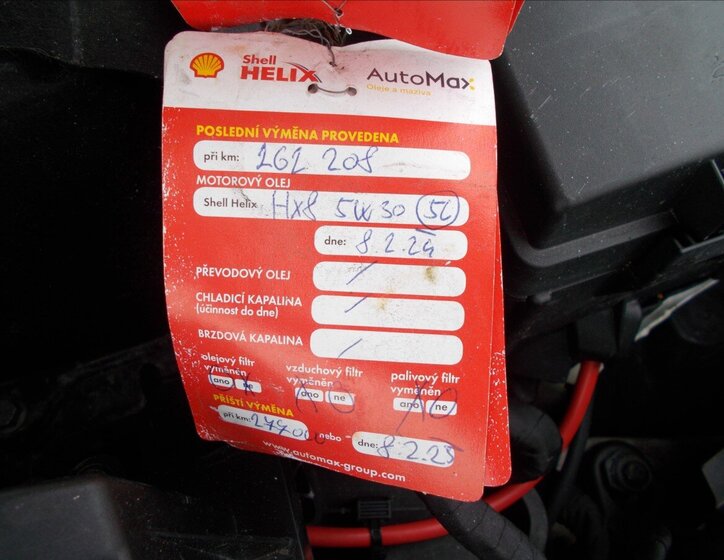 Shell
HELIX
AutoMax
Oleje a maziva
POSLEDNÍ VÝMĚNA PROVEDENA
při km: 262 208
MOTOROVÝ OLEJ
Shell Helix HX8 5W30 5L
dne: 8.2.24
PŘEVODOVÝ OLEJ /
CHLADICÍ KAPALINA
(účinnost do dne) /
BRZDOVÁ KAPALINA /
olejový filtr vzduchový filtr palivový filtr
vyměněn vyměněn vyměněn
ano ne ano ne ano ne
PŘÍŠTÍ VÝMĚNA
při km: 277000 nebo dne: 8.2.25
www.automax-group.com